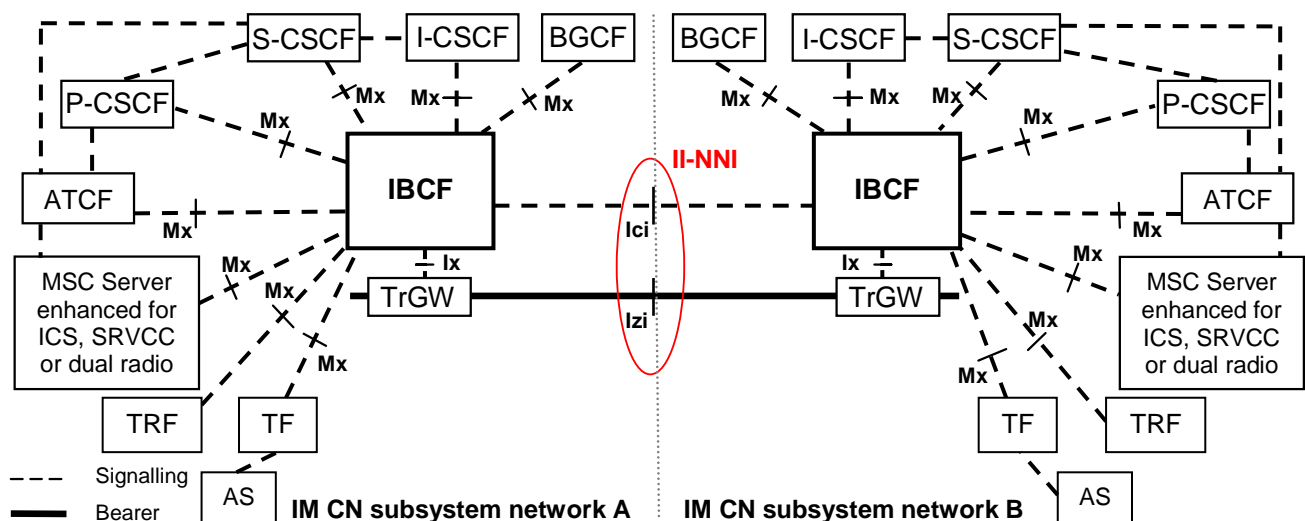 S-CSCF
I-CSCF
BGCF
BGCF
I-CSCF
S-CSCF
P-CSCF
Mx
Mx
Mx
Mx
Mx
Mx
Mx
Mx
P-CSCF
II-NNI
IBCF
IBCF
ATCF
Mx
Ici
Mx
ATCF
Mx
Ix
Ix
Mx
MSC Server
enhanced for
ICS, SRVCC
or dual radio
Mx
TrGW
Izi
TrGW
Mx
MSC Server
enhanced for
ICS, SRVCC
or dual radio
Mx
Mx
TRF
TF
TF
TRF
Signalling
AS
AS
Bearer
IM CN subsystem network A
IM CN subsystem network B